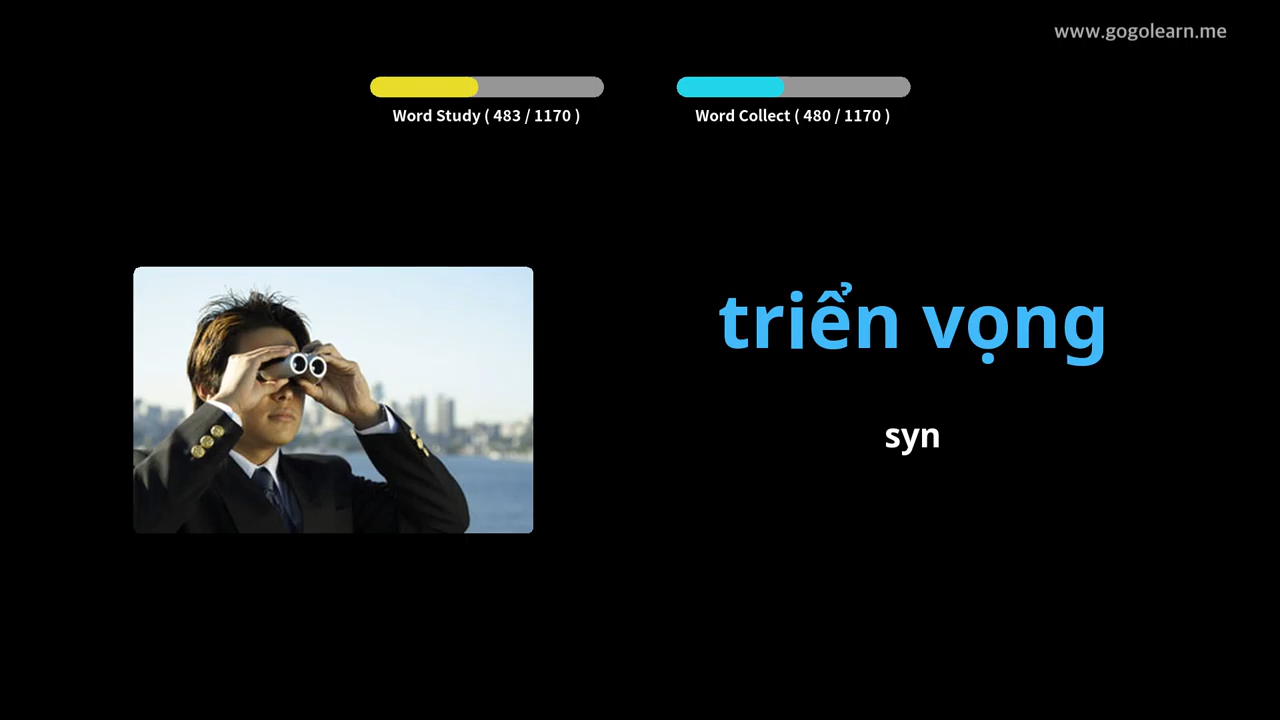 www.gogolearn.me
Word Study ( 483 / 1170 )
Word Collect ( 480 / 1170 )
triển vọng
syn